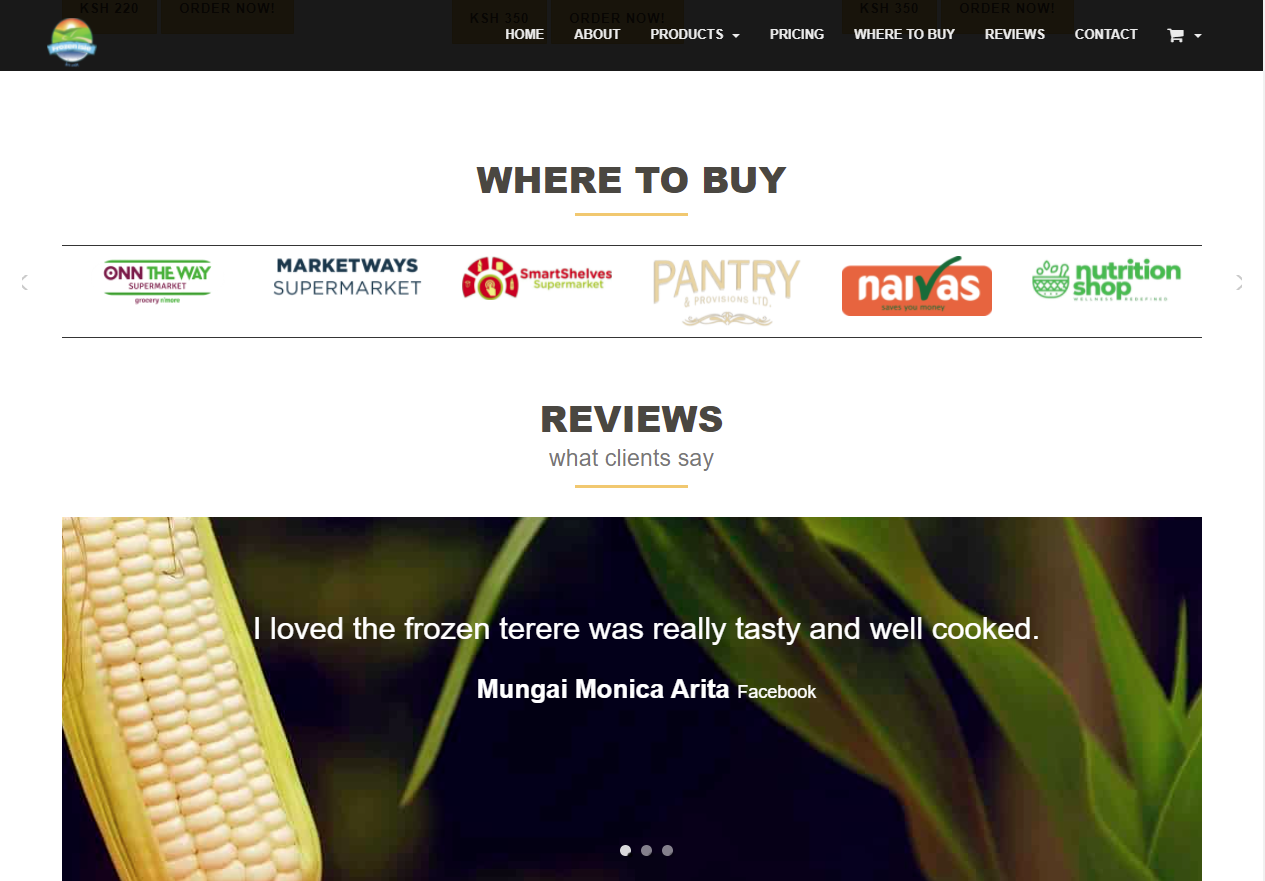 KSH 220 ORDER NOW! KSH 350 ORDER NOW! KSH 350 ORDER NOW!
HOME ABOUT PRODUCTS PRICING WHERE TO BUY REVIEWS CONTACT
WHERE TO BUY
ONN THE WAY
SUPERMARKET
grocery n'more
MARKETWAYS
SUPERMARKET
SmartShelves
Supermarket
PANTRY
& PROVISIONS LTD.
naivas
saves you money
nutrition
shop
WELLNESS REDEFINED
REVIEWS
what clients say
I loved the frozen terere was really tasty and well cooked.
Mungai Monica Arita Facebook